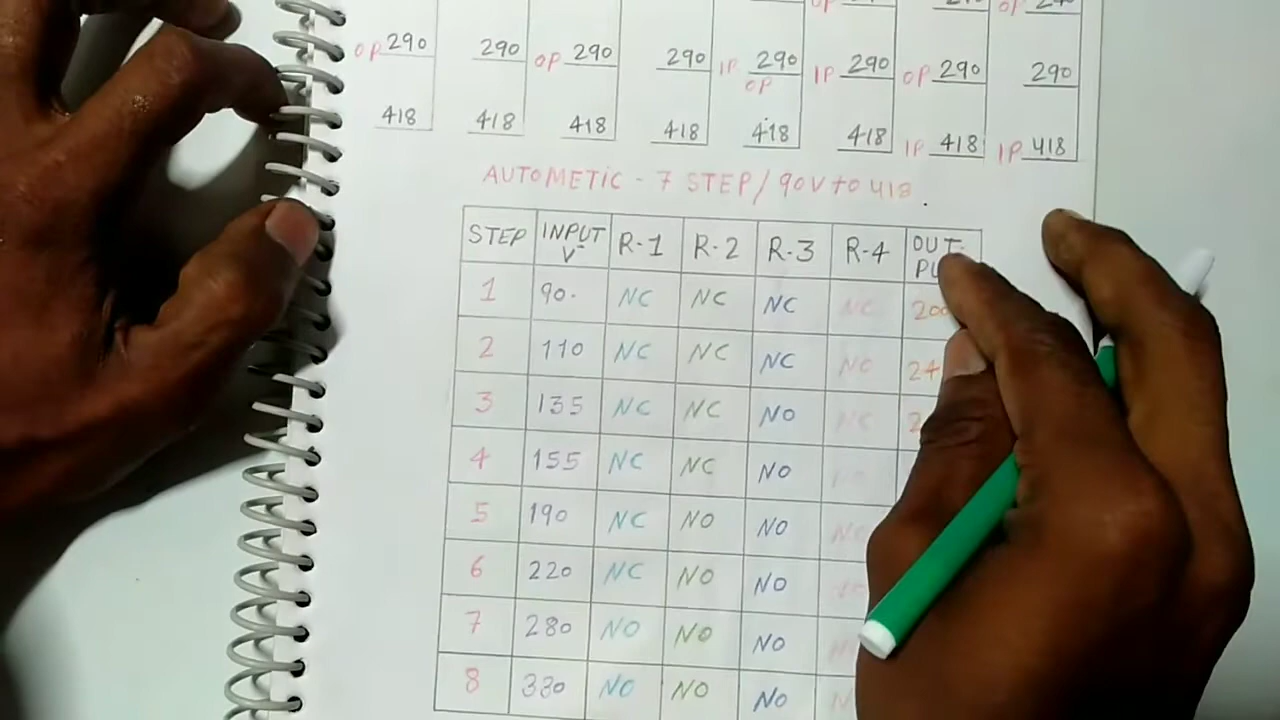 OP 290 290 OP 290 290 IP 290 IP 290 OP 290 290
OP
418 418 418 418 418 418 IP 418 IP 418
AUTOMETIC - 7 STEP/90V to 418
STEP INPUT V R-1 R-2 R-3 R-4 OUT-
1 90. NC NC NC NC 200
2 110 NC NC NC NO
3 135 NC NC NO NC
4 155 NC NC NO
5 190 NC NO NO
6 220 NC NO NO
7 280 NO NO NO
8 330 NO NO NO